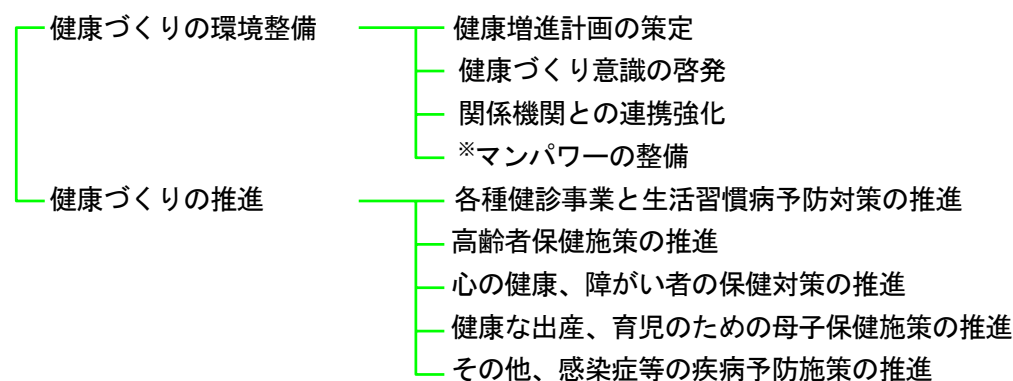 健康づくりの環境整備 健康増進計画の策定
健康づくり意識の啓発
関係機関との連携強化
※マンパワーの整備
健康づくりの推進 各種健診事業と生活習慣病予防対策の推進
高齢者保健施策の推進
心の健康、障がい者の保健対策の推進
健康な出産、育児のための母子保健施策の推進
その他、感染症等の疾病予防施策の推進